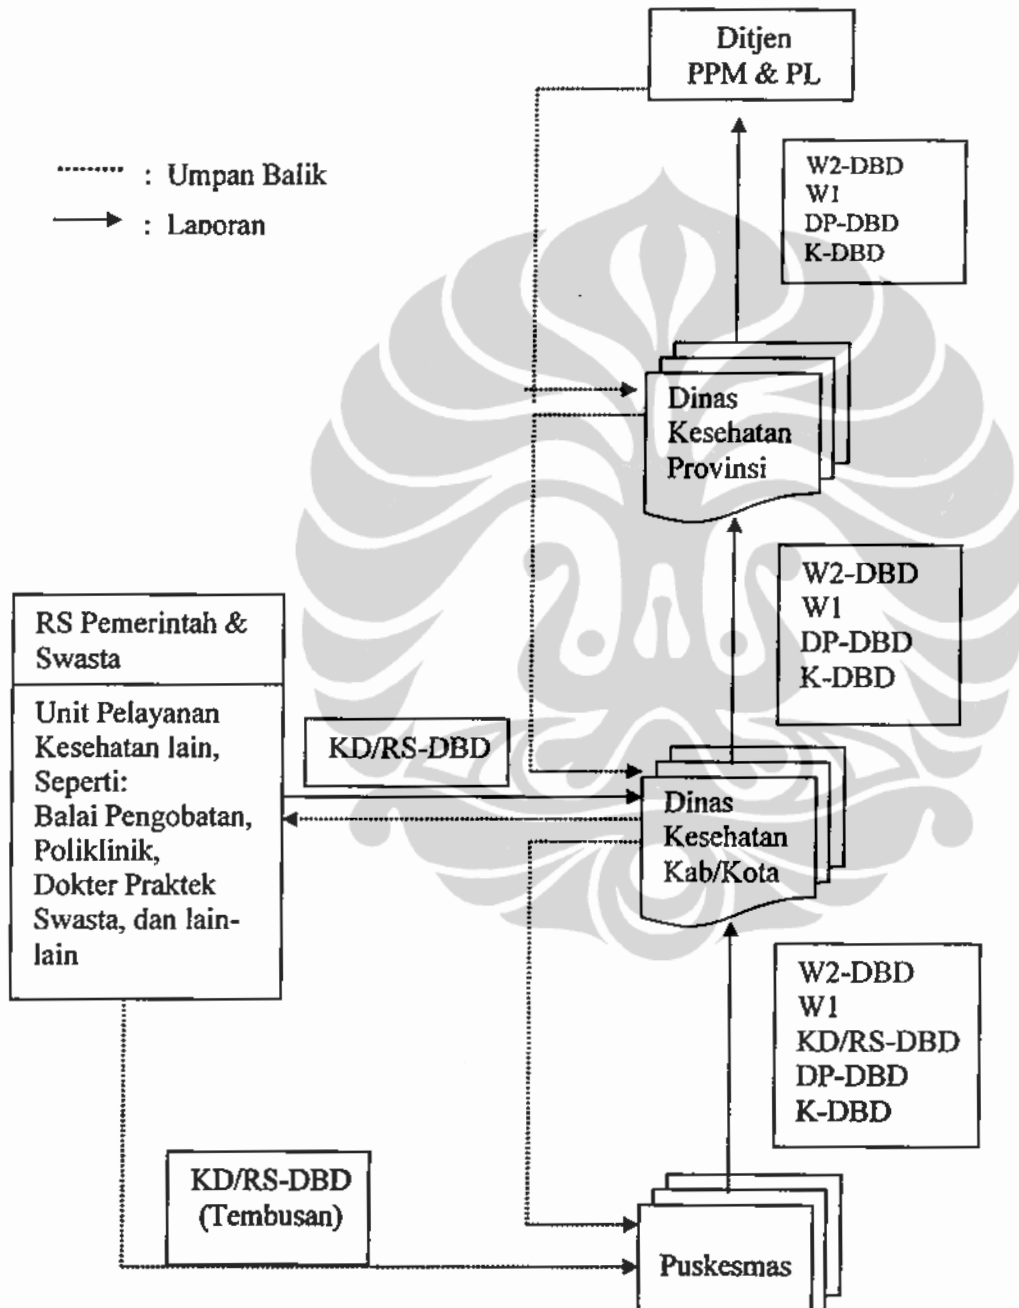 Ditjen
PPM & PL
: Umpan Balik
: Laporan
W2-DBD
W1
DP-DBD
K-DBD
Dinas
Kesehatan
Provinsi
W2-DBD
W1
DP-DBD
K-DBD
RS Pemerintah &
Swasta
Unit Pelayanan
Kesehatan lain,
Seperti:
Balai Pengobatan,
Poliklinik,
Dokter Praktek
Swasta, dan lain-
lain
KD/RS-DBD
Dinas
Kesehatan
Kab/Kota
W2-DBD
W1
KD/RS-DBD
DP-DBD
K-DBD
KD/RS-DBD
(Tembusan)
Puskesmas